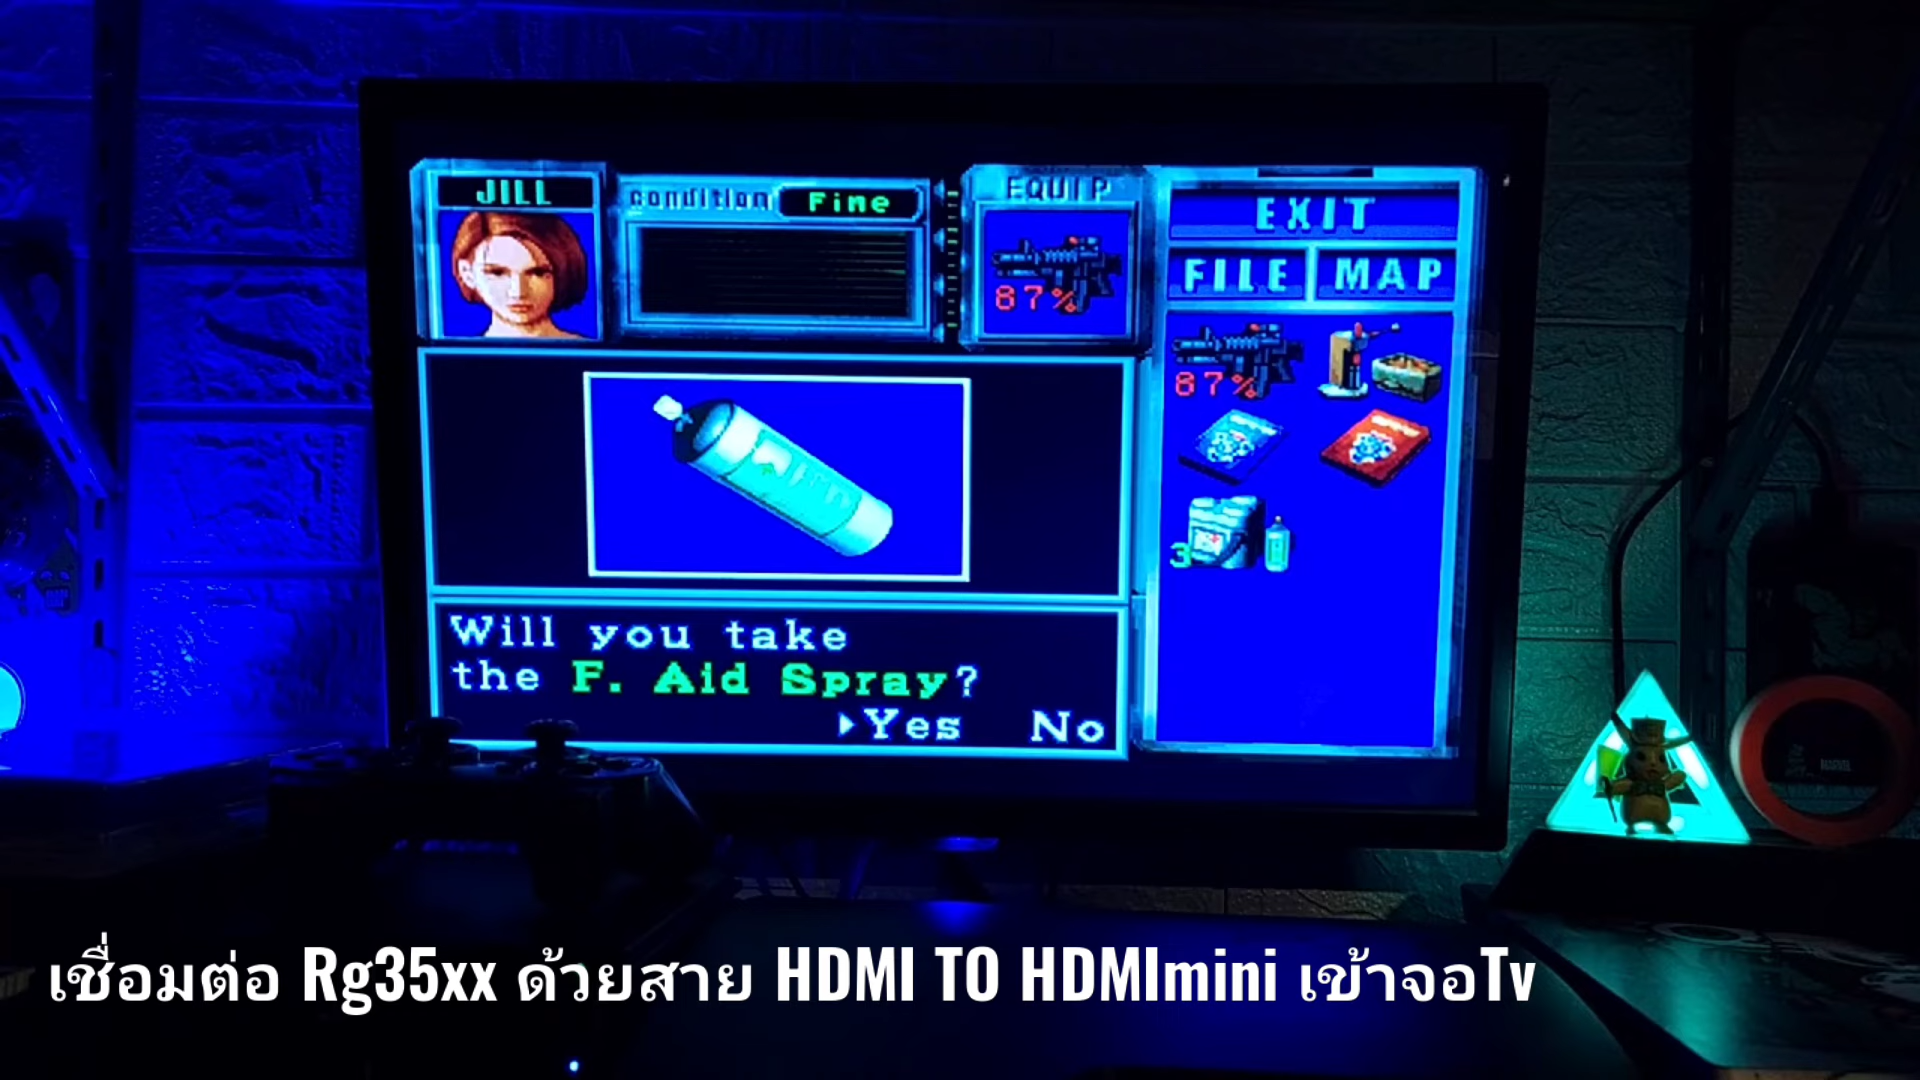 JILL
condition Fine
EQUIP
87%
EXIT
FILE MAP
87%
3
Will you take
the F. Aid Spray?
▸Yes No
MARVEL
เชื่อมต่อ Rg35xx ด้วยสาย HDMI TO HDMImini เข้าจอTv